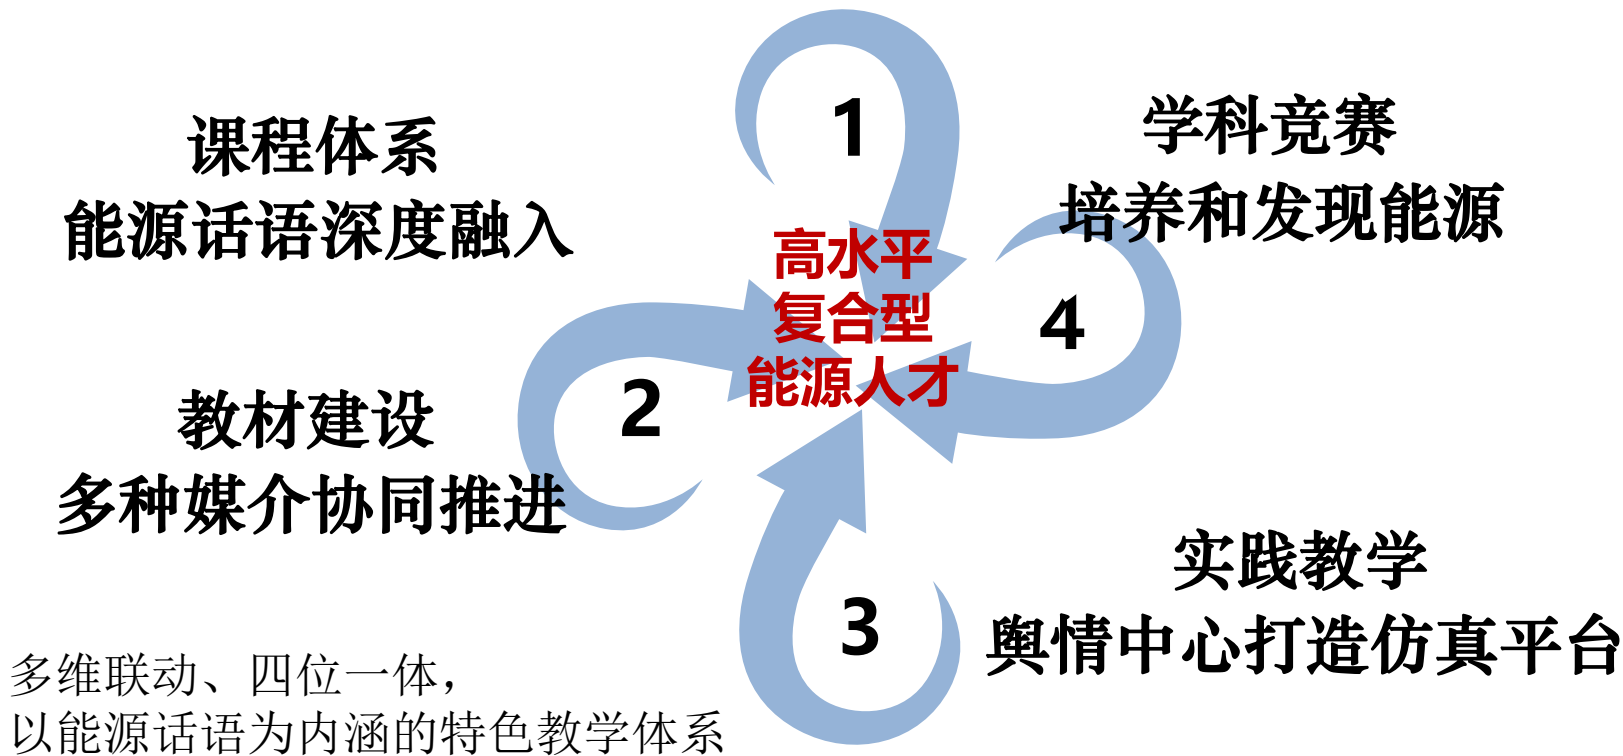 1
课程体系
能源话语深度融入
学科竞赛
培养和发现能源
高水平
复合型
能源人才
4
2
教材建设
多种媒介协同推进
3
实践教学
舆情中心打造仿真平台
多维联动、四位一体，
以能源话语为内涵的特色教学体系